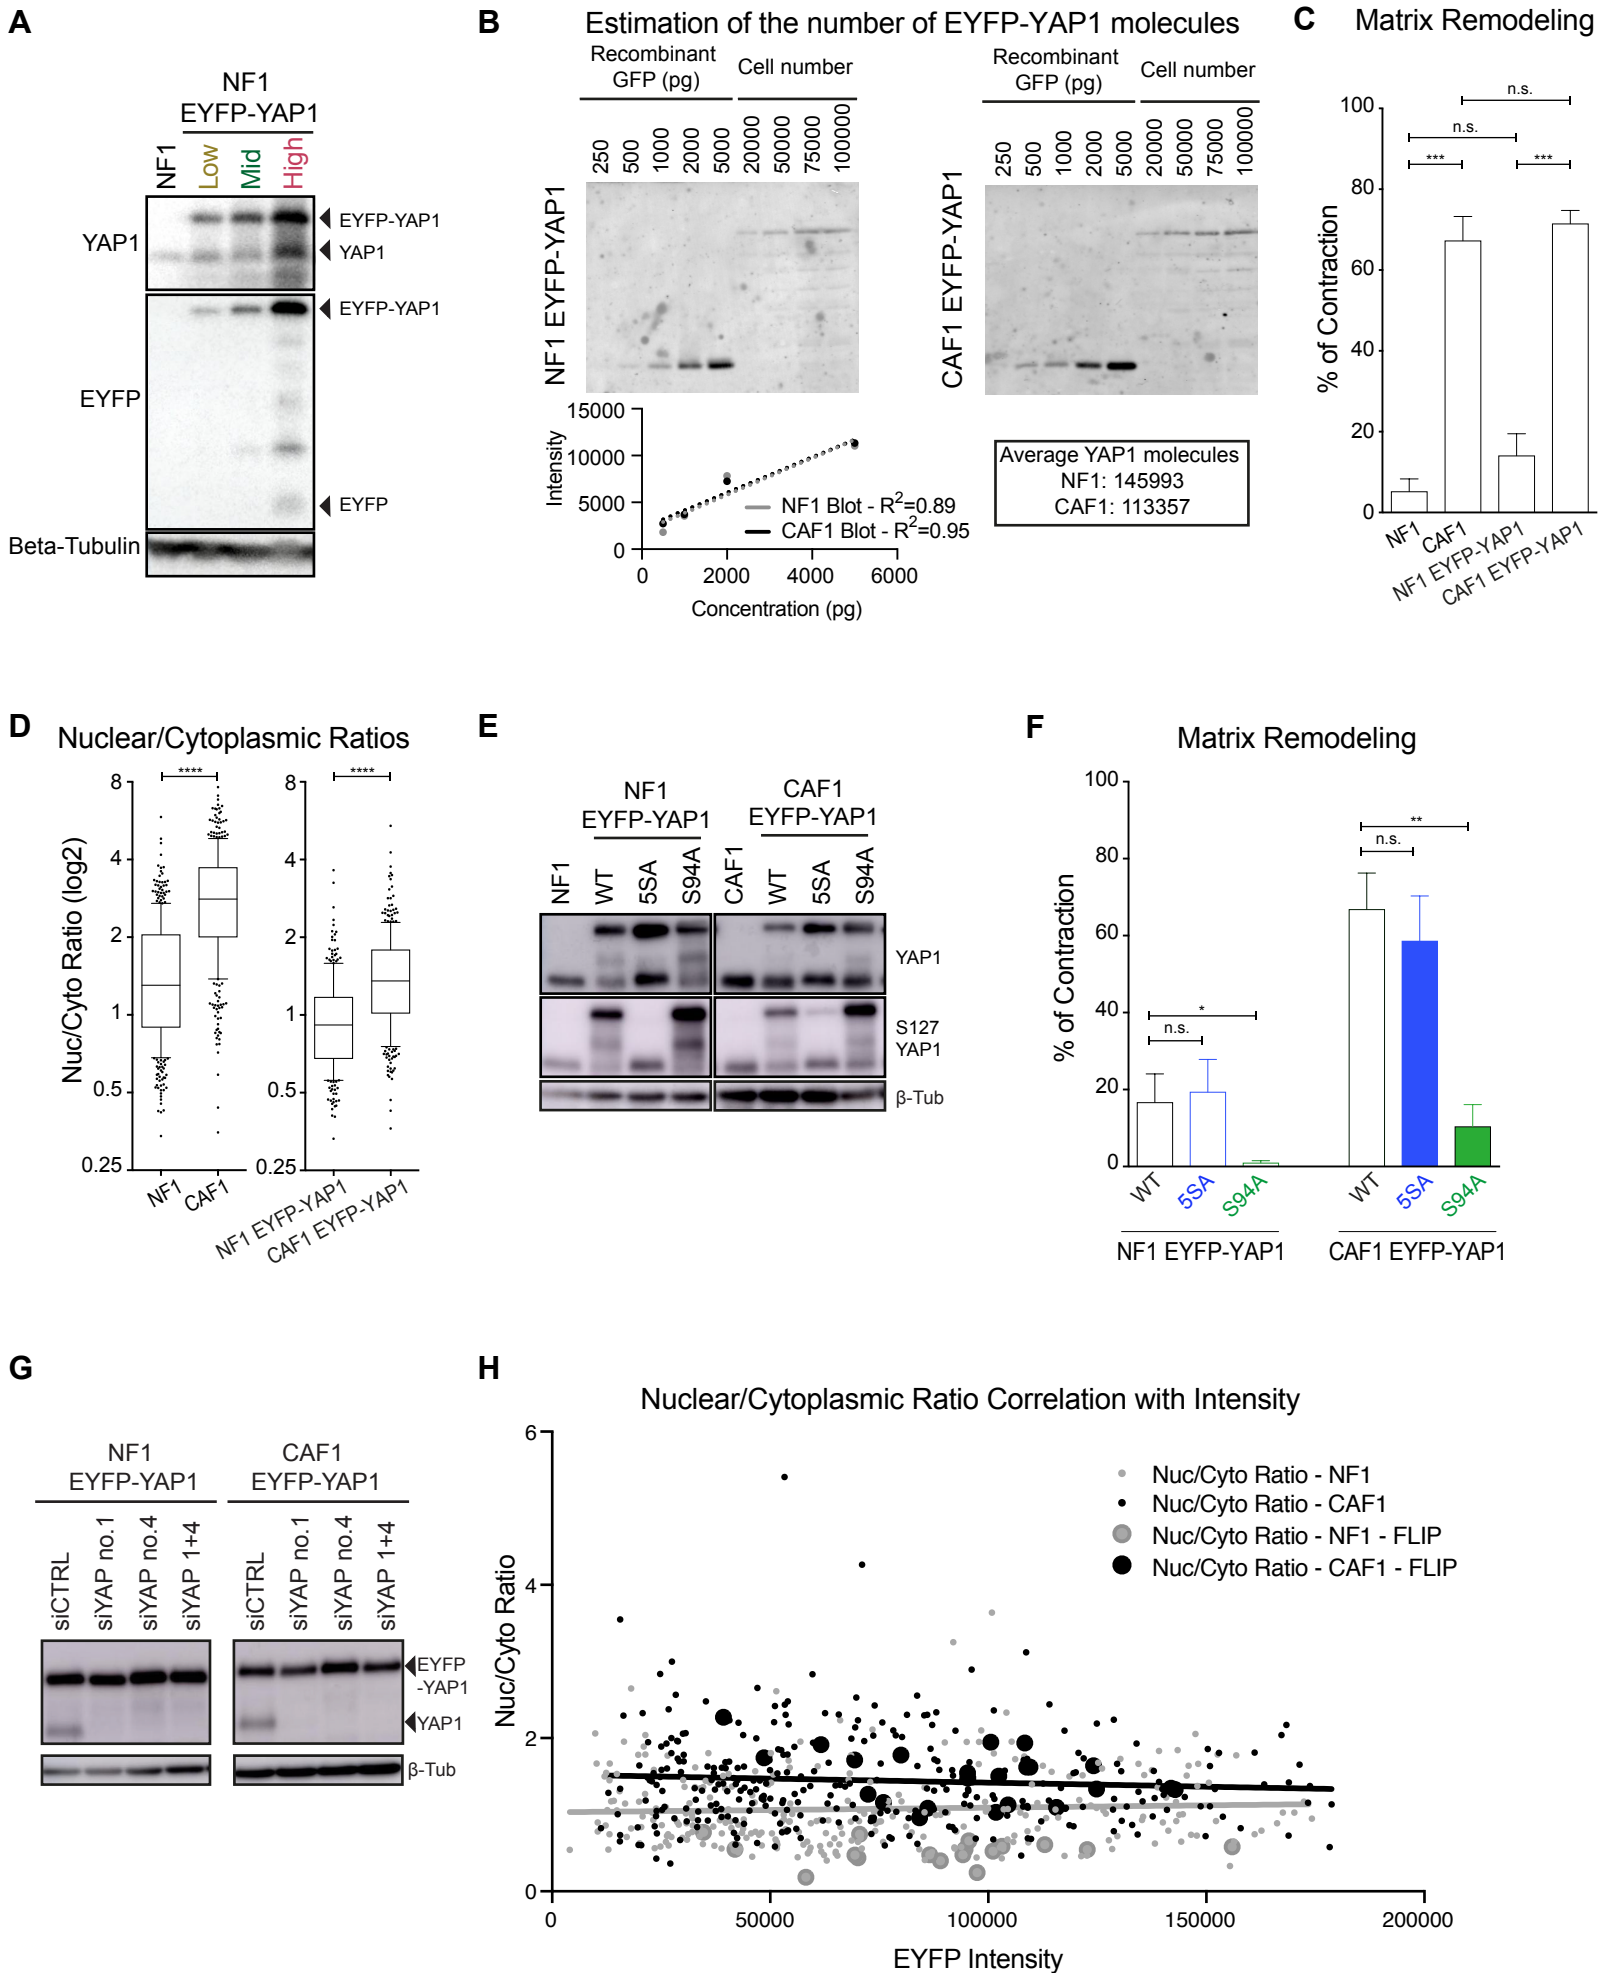 A
NF1
EYFP-YAP1
NF1
Low
Mid
High
YAP1
EYFP-YAP1
YAP1
EYFP
EYFP-YAP1
EYFP
Beta-Tubulin
B
Estimation of the number of EYFP-YAP1 molecules
Recombinant
GFP (pg)
Cell number
250
500
1000
2000
5000
20000
50000
75000
100000
NF1 EYFP-YAP1
Recombinant
GFP (pg)
Cell number
250
500
1000
2000
5000
20000
50000
75000
100000
CAF1 EYFP-YAP1
15000
10000
5000
0
Intensity
NF1 Blot - R2=0.89
CAF1 Blot - R2=0.95
0
2000
4000
6000
Concentration (pg)
Average YAP1 molecules
NF1: 145993
CAF1: 113357
C
Matrix Remodeling
n.s.
n.s.
***
***
100
80
60
40
20
0
% of Contraction
NF1
CAF1
NF1 EYFP-YAP1
CAF1 EYFP-YAP1
D
Nuclear/Cytoplasmic Ratios
****
****
8
4
2
1
0.5
0.25
Nuc/Cyto Ratio (log2)
NF1
CAF1
8
4
2
1
0.5
0.25
NF1 EYFP-YAP1
CAF1 EYFP-YAP1
E
NF1
EYFP-YAP1
CAF1
EYFP-YAP1
NF1
WT
5SA
S94A
CAF1
WT
5SA
S94A
YAP1
S127
YAP1
β-Tub
F
Matrix Remodeling
100
80
60
40
20
0
% of Contraction
*
n.s.
**
n.s.
WT
5SA
S94A
WT
5SA
S94A
NF1 EYFP-YAP1
CAF1 EYFP-YAP1
G
NF1
EYFP-YAP1
CAF1
EYFP-YAP1
siCTRL
siYAP no.1
siYAP no.4
siYAP 1+4
siCTRL
siYAP no.1
siYAP no.4
siYAP 1+4
EYFP
-YAP1
YAP1
β-Tub
H
Nuclear/Cytoplasmic Ratio Correlation with Intensity
6
4
2
0
Nuc/Cyto Ratio
Nuc/Cyto Ratio - NF1
Nuc/Cyto Ratio - CAF1
Nuc/Cyto Ratio - NF1 - FLIP
Nuc/Cyto Ratio - CAF1 - FLIP
0
50000
100000
150000
200000
EYFP Intensity